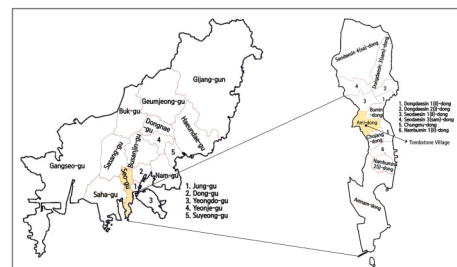 Gijang-gun
Geumjeong-gu
Buk-gu
Dongnae
-gu
Haeundae-gu
4
5
Busanjin-gu
Sasang-gu
Gangseo-gu
2
Nam-gu
Seo-gu
1
Saha-gu
3
1. Jung-gu
2. Dong-gu
3. Yeongdo-gu
4. Yeonje-gu
5. Suyeong-gu
Seodaesin 4(sa)-dong
Dongdaesin 3(sam)-dong
4
2
3
1
Bumin
-dong
Ami-dong
Chojang
-dong
Nambumin
2(i)-dong
Amnam-dong
1. Dongdaesin 1(il)-dong
2. Dongdaesin 2(i)-dong
3. Seodaesin 1(il)-dong
4. Seodaesin 3(sam)-dong
5. Chungmu-dong
6. Nambumin 1(il)-dong
Tombstone Village